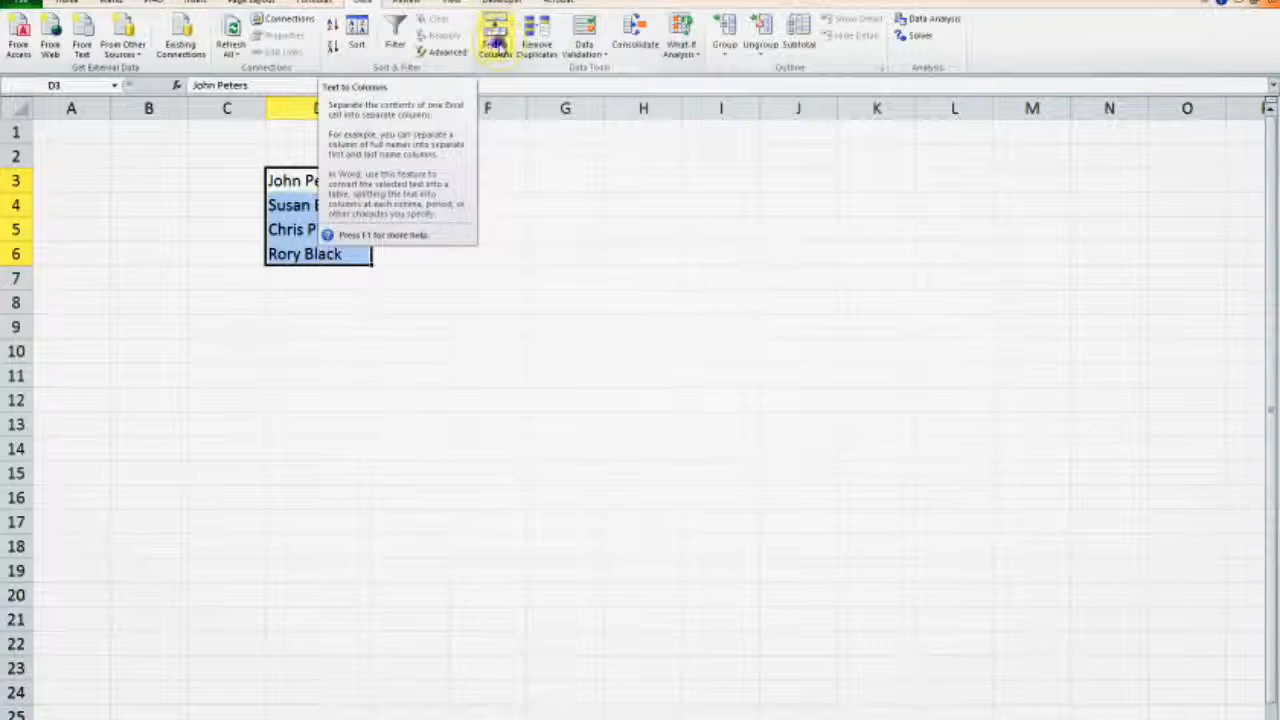 Connections
Properties
Edit Links
Clear
Reapply
Advanced
Show Detail
Hide Detail
Data Analysis
Solver
From Access
From Web
From Text
From Other Sources
Existing Connections
Refresh All
Sort
Filter
Text to Columns
Remove Duplicates
Data Validation
Consolidate
What-If Analysis
Group
Ungroup
Subtotal
Get External Data
Connections
Sort & Filter
Data Tools
Outline
Analysis
D3
fx
John Peters
A B C D F G H I J K L M N O
Text to Columns
Separate the contents of one Excel
cell into separate columns.
For example, you can separate a
column of full names into separate
first and last name columns.
In Word, use this feature to
convert the selected text into a
table, splitting the text into
columns at each comma, period, or
other character you specify.
Press F1 for more help.
1
2
3 John Pe
4 Susan
5 Chris P
6 Rory Black
7
8
9
10
11
12
13
14
15
16
17
18
19
20
21
22
23
24
25